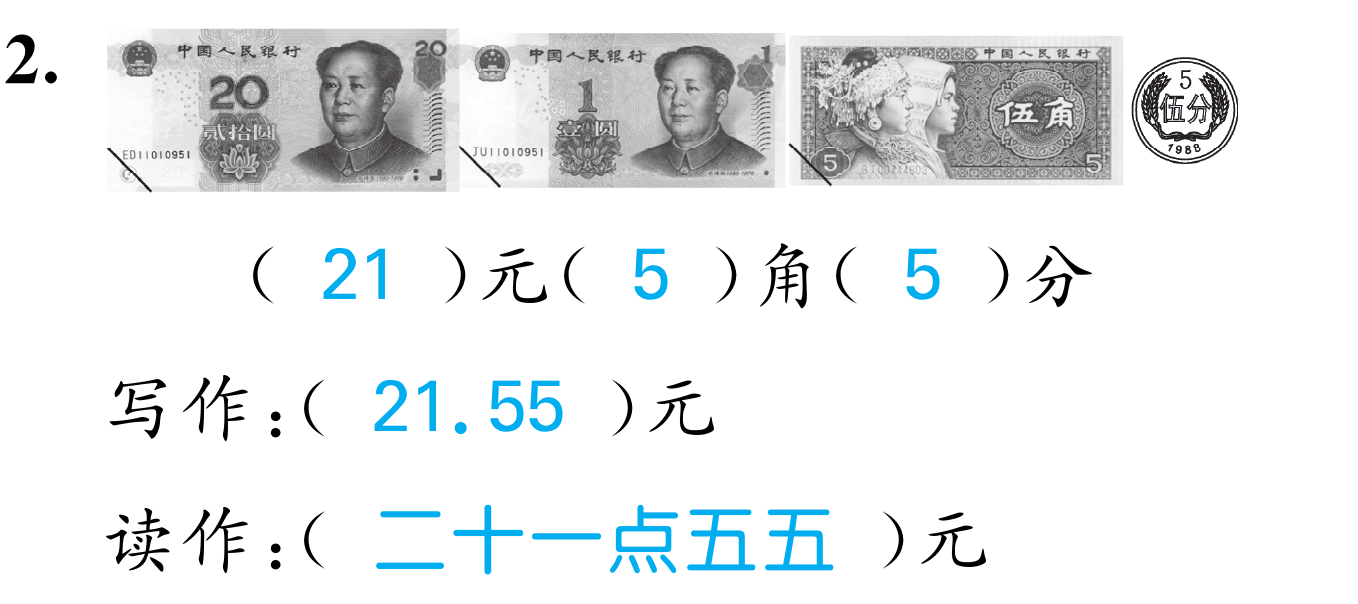 2.
中国人民银行 20
20
贰拾圆
ED11010951
中国人民银行 1
1
壹圆
JU11010951
中国人民银行
伍角
5 5
5
伍分
1988
( 21 )元( 5 )角( 5 )分
写作:( 21.55 )元
读作:( 二十一点五五 )元